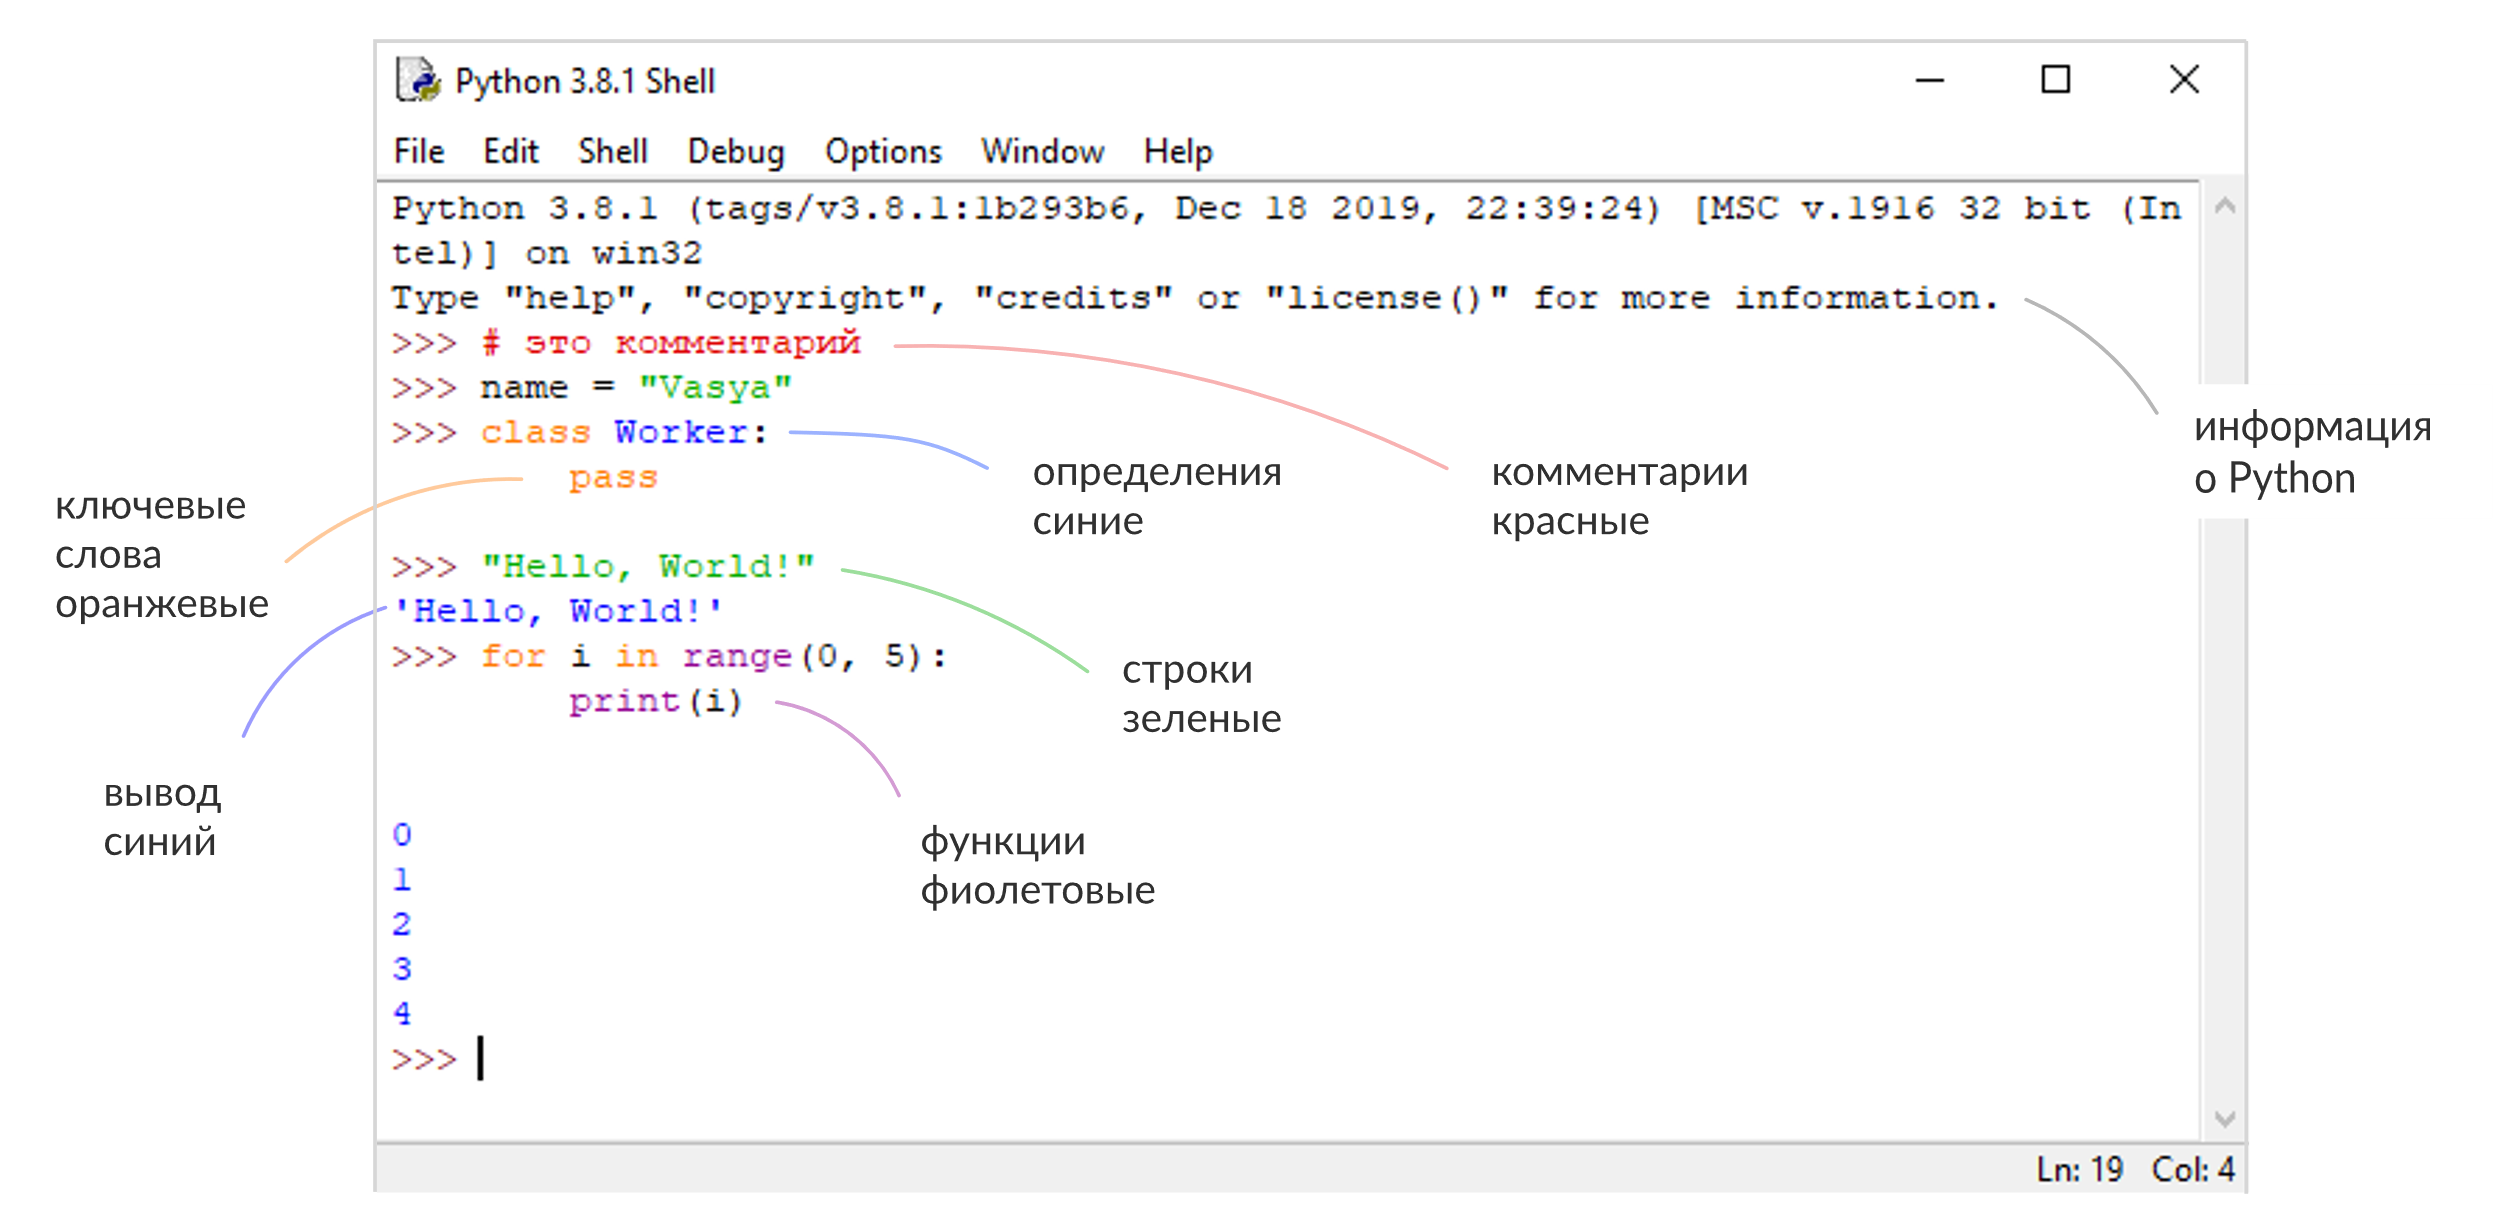 Python 3.8.1 Shell
File Edit Shell Debug Options Window Help
Python 3.8.1 (tags/v3.8.1:1b293b6, Dec 18 2019, 22:39:24) [MSC v.1916 32 bit (In
tel)] on win32
Type "help", "copyright", "credits" or "license()" for more information.
>>> # это комментарий
>>> name = "Vasya"
>>> class Worker:
        pass
>>> "Hello, World!"
'Hello, World!'
>>> for i in range(0, 5):
        print(i)
0
1
2
3
4
>>>
Ln: 19 Col: 4
информация
о Python
определения
синие
комментарии
красные
ключевые
слова
оранжевые
строки
зеленые
вывод
синий
функции
фиолетовые